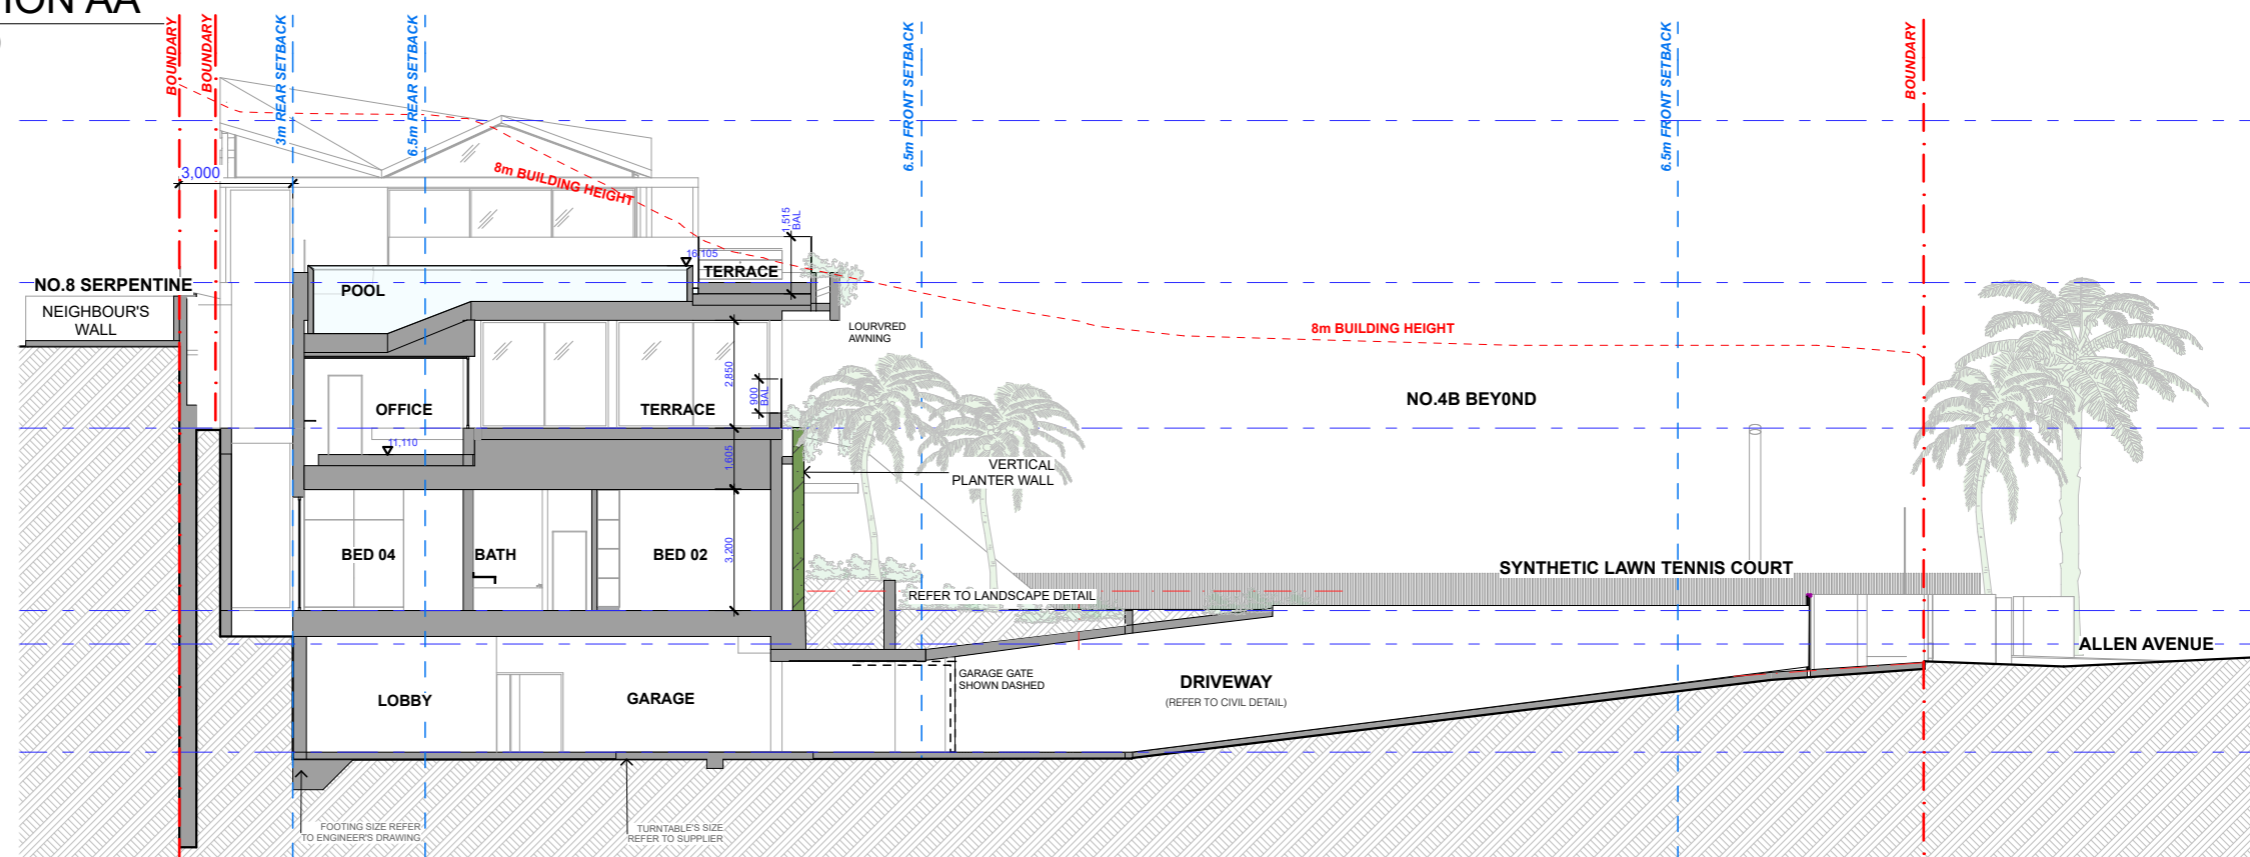 ION AA
BOUNDARY
BOUNDARY
3m REAR SETBACK
6.5m REAR SETBACK
6.5m FRONT SETBACK
6.5m FRONT SETBACK
BOUNDARY
3,000
8m BUILDING HEIGHT
1,515
BAL
16,105
TERRACE
NO.8 SERPENTINE
POOL
NEIGHBOUR'S
WALL
LOURVRED
AWNING
8m BUILDING HEIGHT
2,850
900
BAL
OFFICE
TERRACE
NO.4B BEY0ND
11,110
1,605
VERTICAL
PLANTER WALL
BED 04
BATH
BED 02
3,200
SYNTHETIC LAWN TENNIS COURT
REFER TO LANDSCAPE DETAIL
ALLEN AVENUE
GARAGE GATE
SHOWN DASHED
DRIVEWAY
(REFER TO CIVIL DETAIL)
LOBBY
GARAGE
FOOTING SIZE REFER
TO ENGINEER'S DRAWING
TURNTABLE'S SIZE
REFER TO SUPPLIER